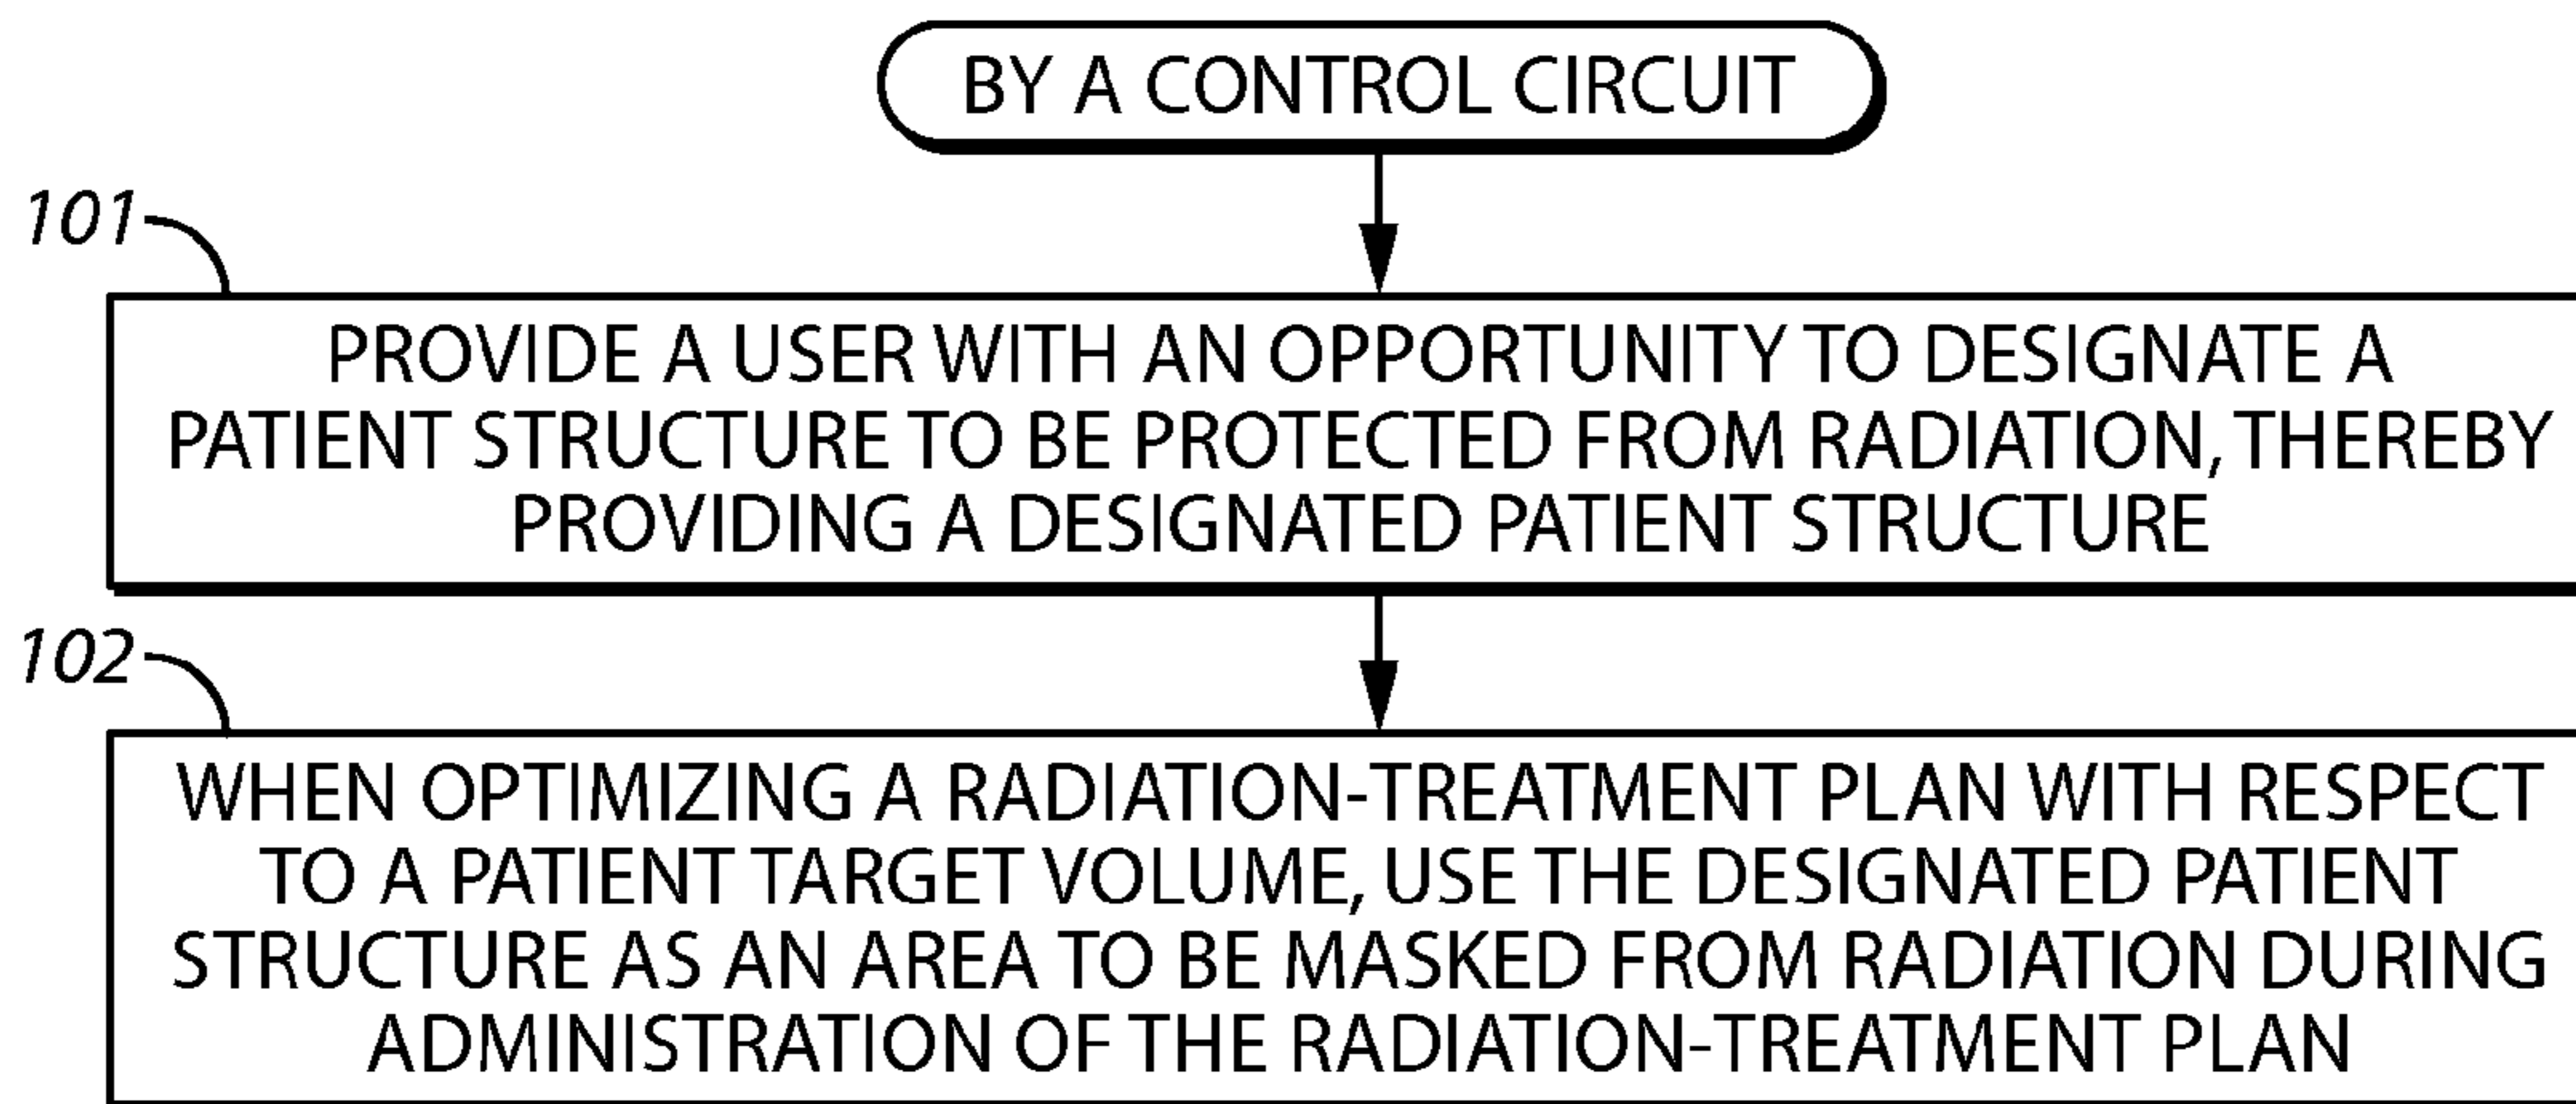 BY A CONTROL CIRCUIT
101
PROVIDE A USER WITH AN OPPORTUNITY TO DESIGNATE A
PATIENT STRUCTURE TO BE PROTECTED FROM RADIATION, THEREBY
PROVIDING A DESIGNATED PATIENT STRUCTURE
102
WHEN OPTIMIZING A RADIATION-TREATMENT PLAN WITH RESPECT
TO A PATIENT TARGET VOLUME, USE THE DESIGNATED PATIENT
STRUCTURE AS AN AREA TO BE MASKED FROM RADIATION DURING
ADMINISTRATION OF THE RADIATION-TREATMENT PLAN